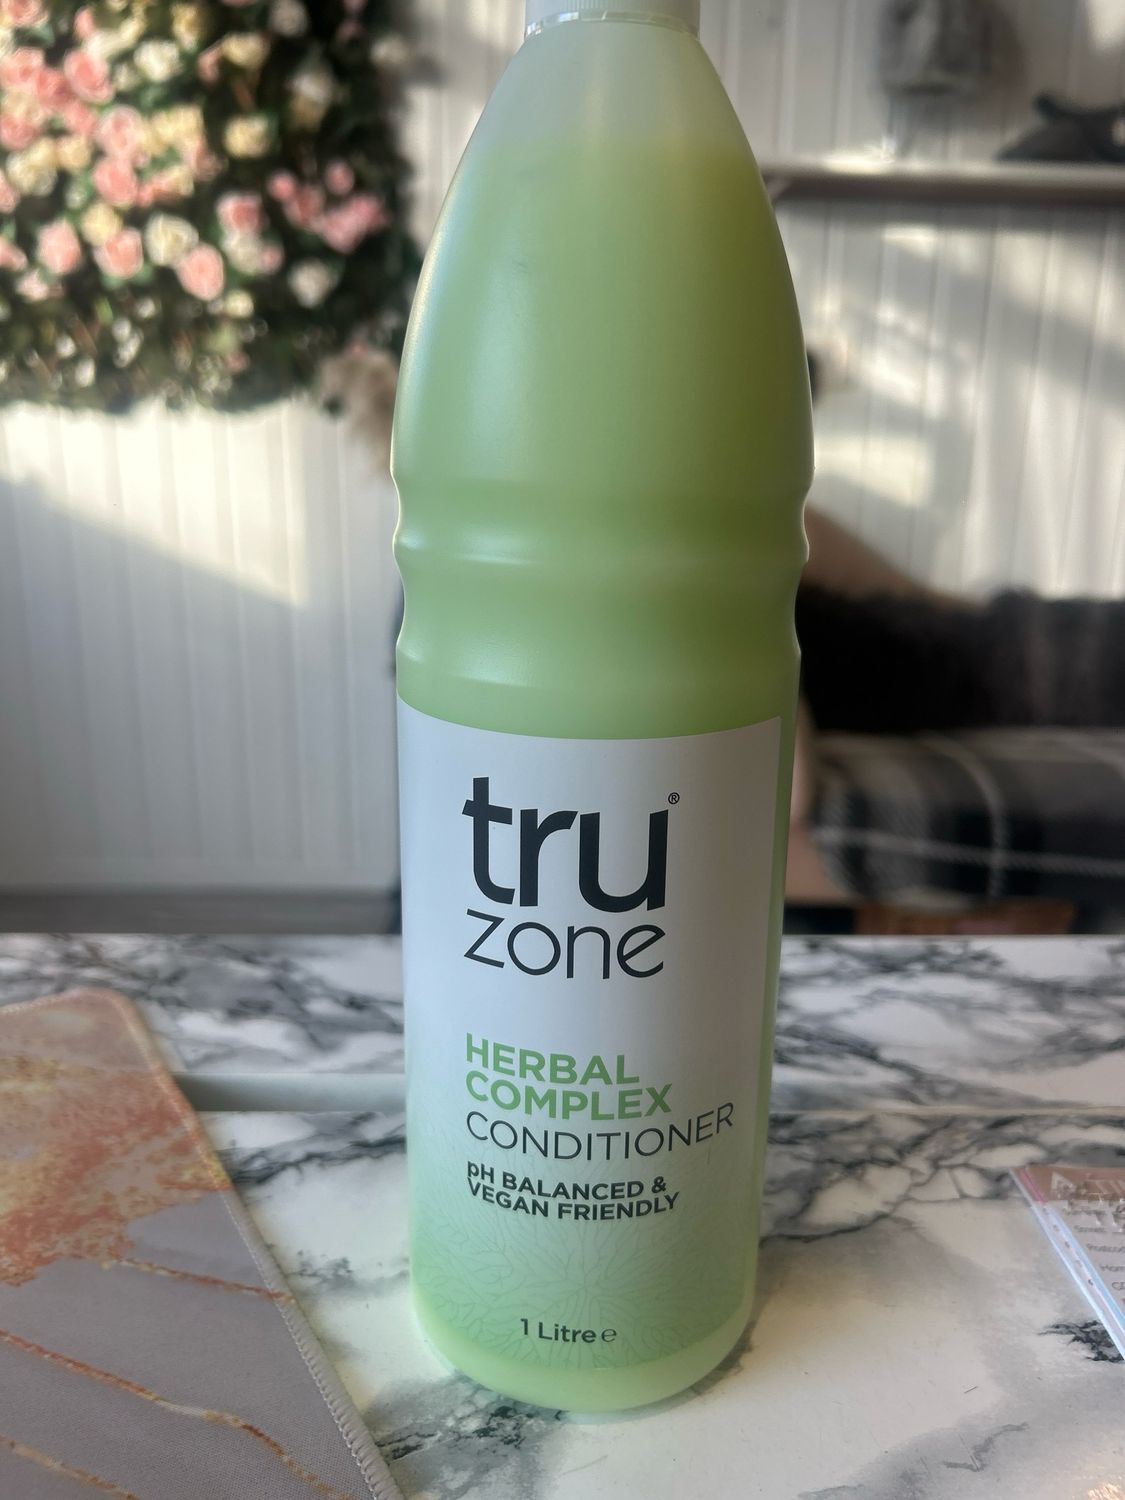 tru®
zone
HERBAL
COMPLEX
CONDITIONER
pH BALANCED &
VEGAN FRIENDLY
1 Litre ℮